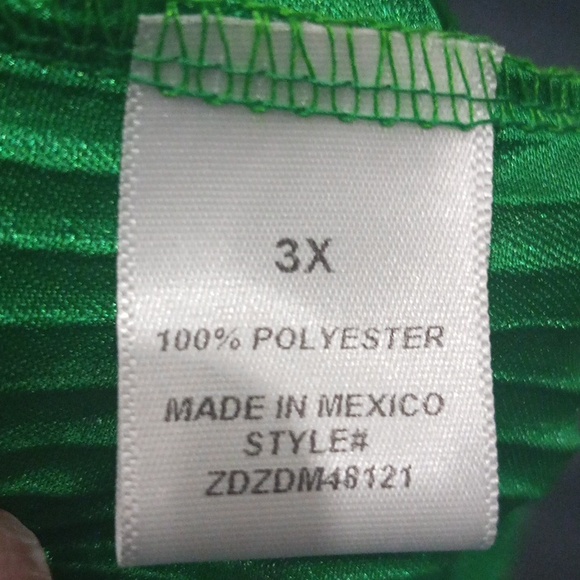 3X
100% POLYESTER
MADE IN MEXICO
STYLE#
ZDZDM48121